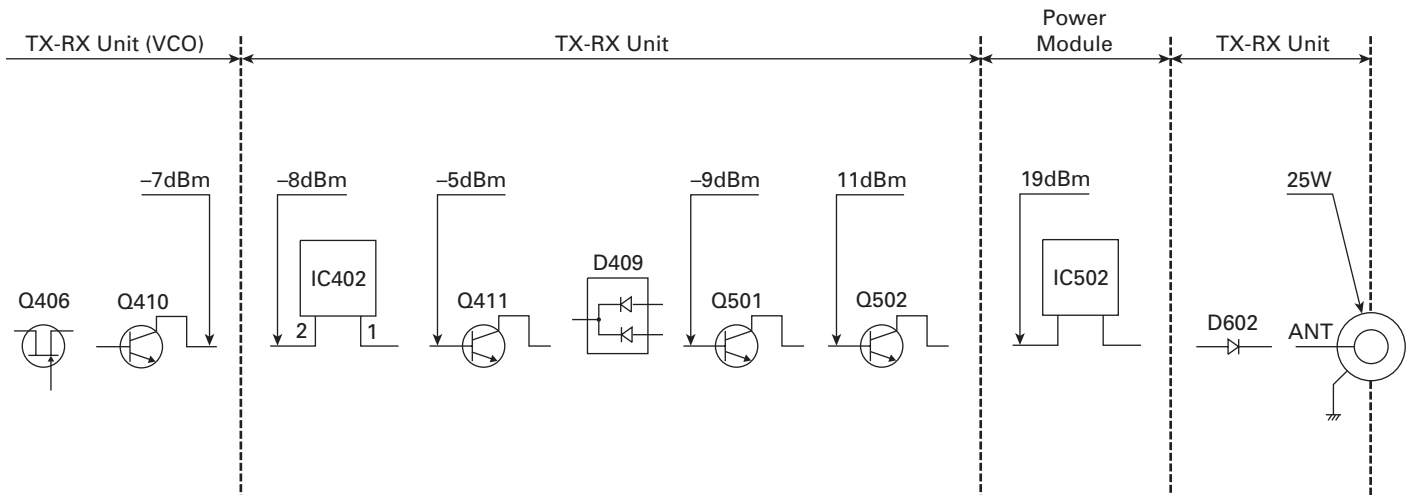 Power
Module
TX-RX Unit (VCO)
TX-RX Unit
TX-RX Unit
–7dBm
–8dBm
–5dBm
–9dBm
11dBm
19dBm
25W
Q406
Q410
IC402
2
1
Q411
D409
Q501
Q502
IC502
D602
ANT